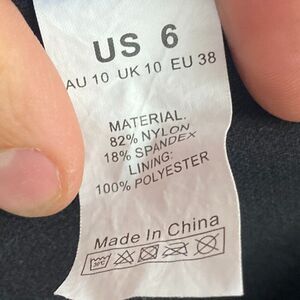 US 6
AU 10 UK 10 EU 38
MATERIAL.
82% NYLON
18% SPANDEX
LINING:
100% POLYESTER
Made In China